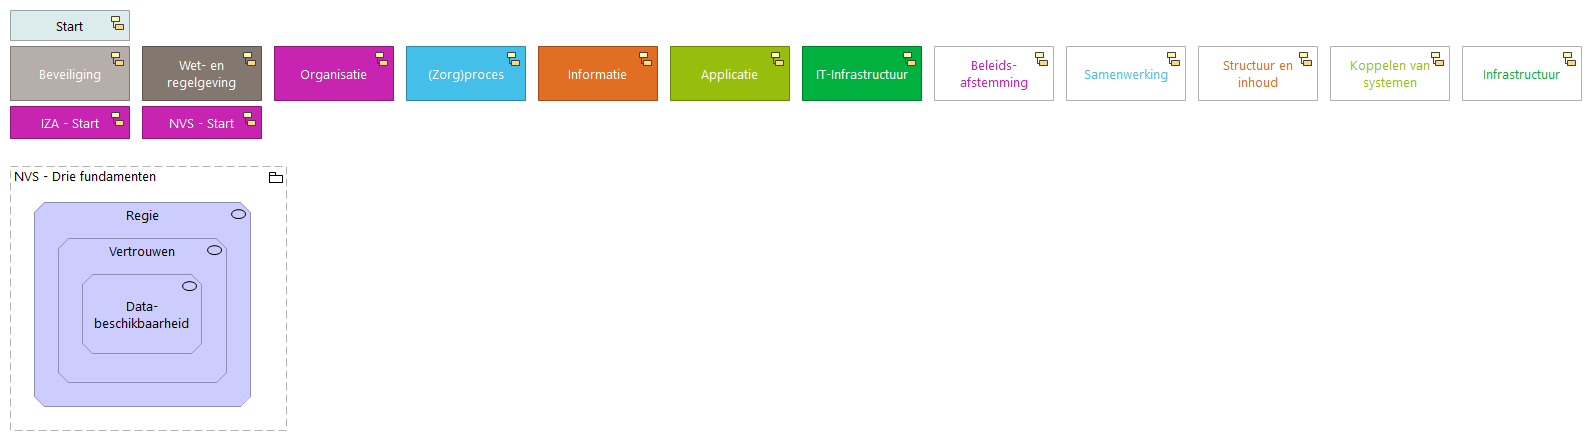 Start
Beveiliging
Wet- en
regelgeving
Organisatie
(Zorg)proces
Informatie
Applicatie
IT-Infrastructuur
Beleids-
afstemming
Samenwerking
Structuur en
inhoud
Koppelen van
systemen
Infrastructuur
IZA - Start
NVS - Start
NVS - Drie fundamenten
Regie
Vertrouwen
Data-
beschikbaarheid